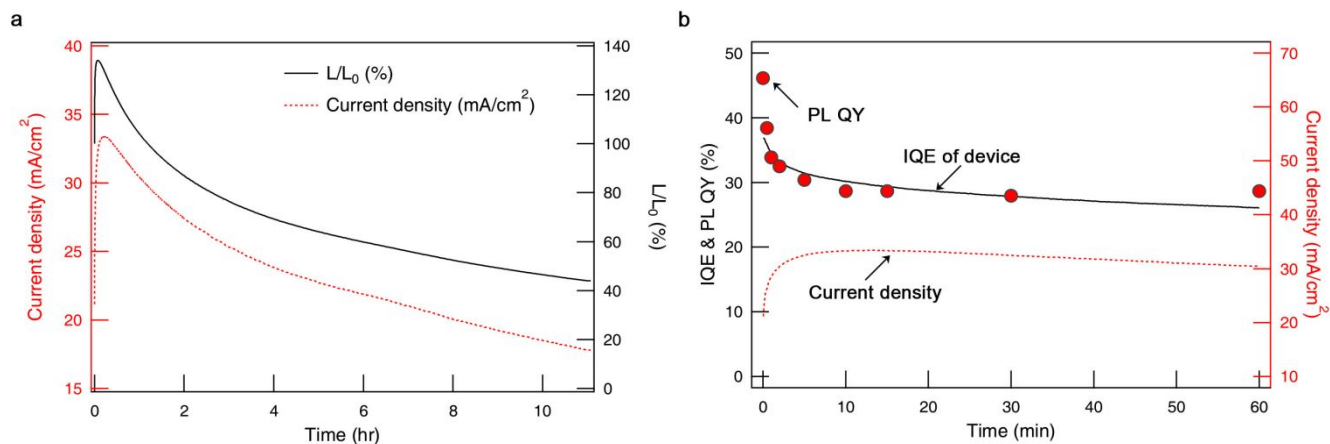 a
40
35
30
25
20
15
Current density (mA/cm²)
140
120
100
80
60
40
20
0
L/L₀ (%)
L/L₀ (%)
Current density (mA/cm²)
0 2 4 6 8 10
Time (hr)
b
50
40
30
20
10
0
IQE & PL QY (%)
70
60
50
40
30
20
10
Current density (mA/cm²)
PL QY
IQE of device
Current density
0 10 20 30 40 50 60
Time (min)